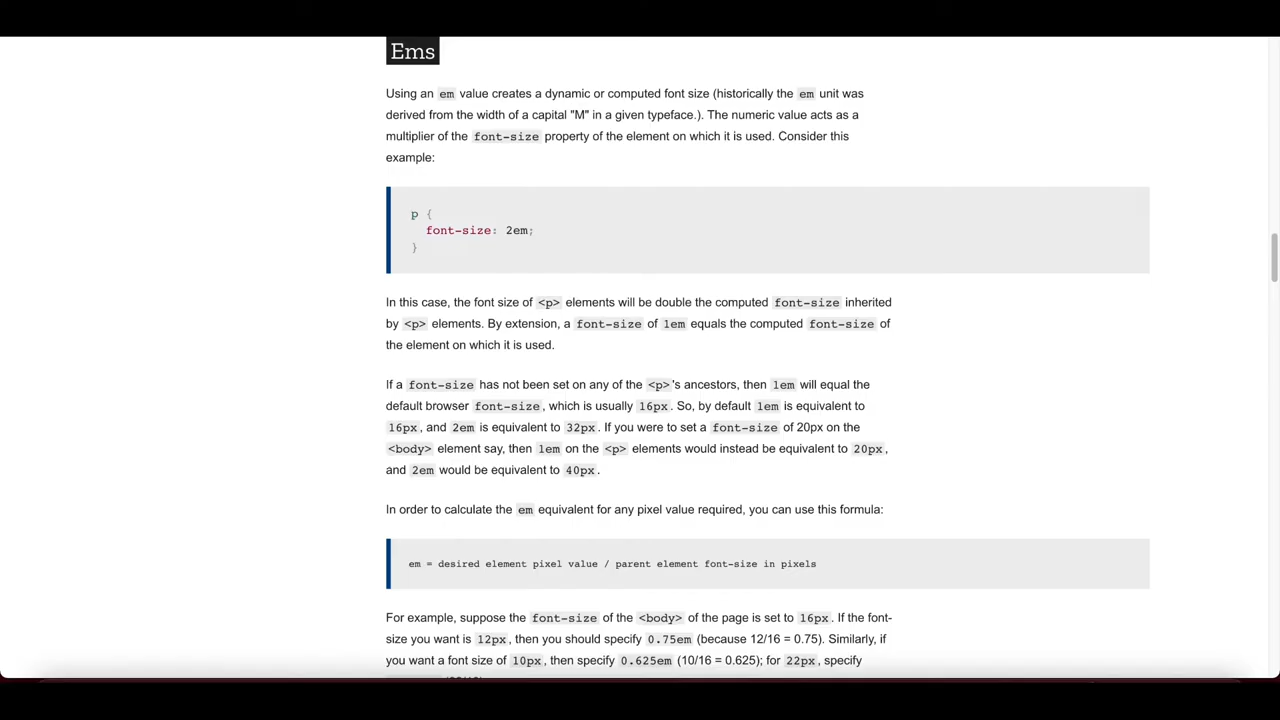 Ems
Using an em value creates a dynamic or computed font size (historically the em unit was
derived from the width of a capital "M" in a given typeface.). The numeric value acts as a
multiplier of the font-size property of the element on which it is used. Consider this
example:
p {
font-size: 2em;
}
In this case, the font size of <p> elements will be double the computed font-size inherited
by <p> elements. By extension, a font-size of 1em equals the computed font-size of
the element on which it is used.
If a font-size has not been set on any of the <p>'s ancestors, then 1em will equal the
default browser font-size, which is usually 16px. So, by default 1em is equivalent to
16px, and 2em is equivalent to 32px. If you were to set a font-size of 20px on the
<body> element say, then 1em on the <p> elements would instead be equivalent to 20px,
and 2em would be equivalent to 40px.
In order to calculate the em equivalent for any pixel value required, you can use this formula:
em = desired element pixel value / parent element font-size in pixels
For example, suppose the font-size of the <body> of the page is set to 16px. If the font-
size you want is 12px, then you should specify 0.75em (because 12/16 = 0.75). Similarly, if
you want a font size of 10px, then specify 0.625em (10/16 = 0.625); for 22px, specify